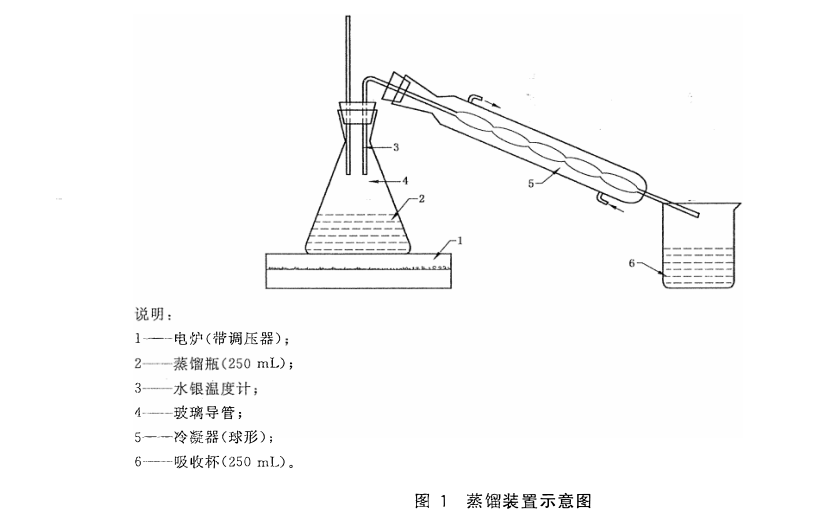 3
4
5
2
1
6
说明：
1——电炉(带调压器)；
2——蒸馏瓶(250 mL)；
3——水银温度计；
4——玻璃导管；
5——冷凝器(球形)；
6——吸收杯(250 mL)。
图 1 蒸馏装置示意图